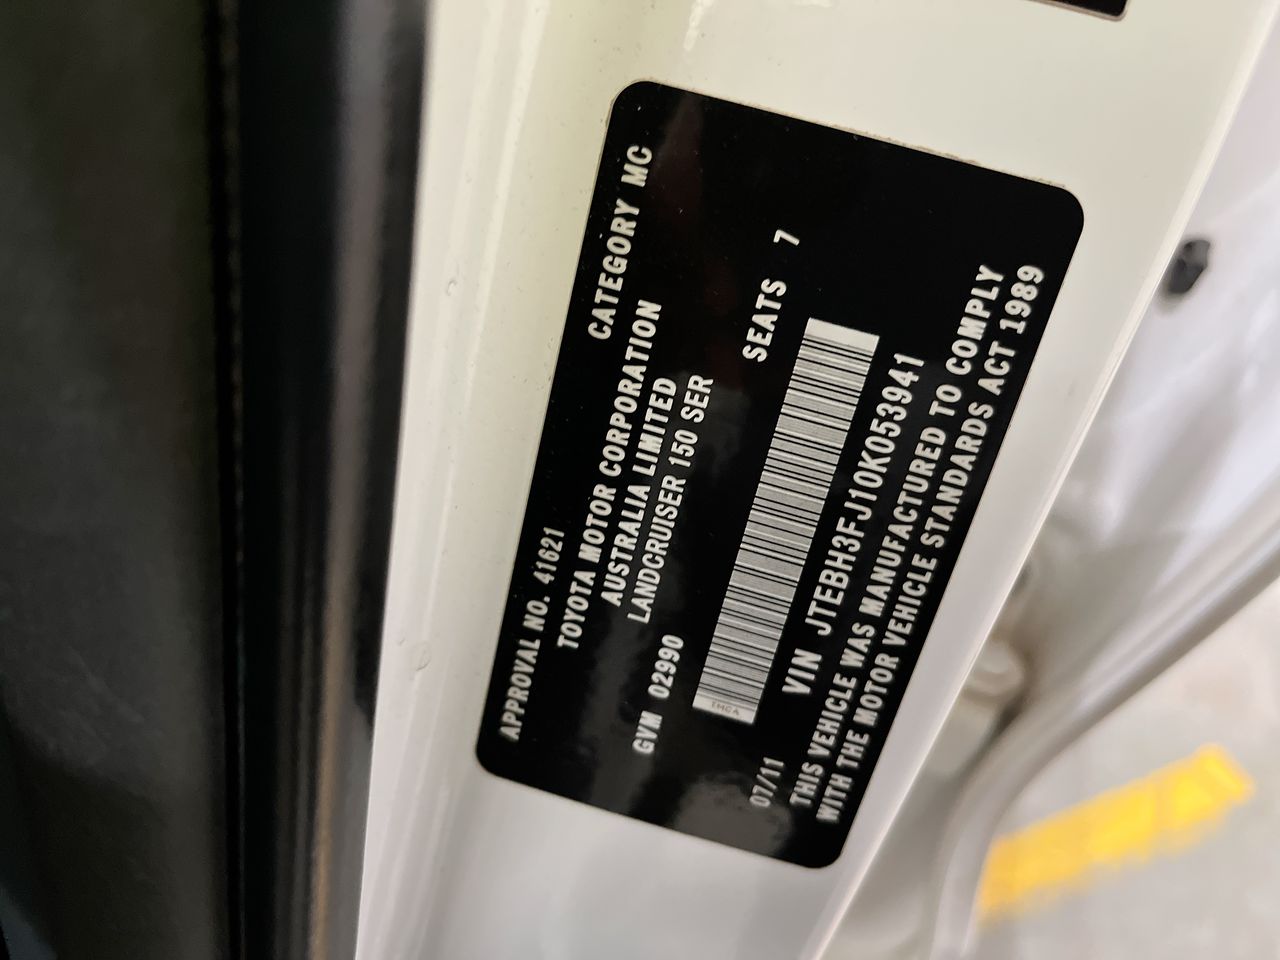 APPROVAL NO. 41621 CATEGORY MC
TOYOTA MOTOR CORPORATION
AUSTRALIA LIMITED
LANDCRUISER 150 SER
GVM 02990 SEATS 7
TMCA
07/11 VIN JTEBH3FJ10K053941
THIS VEHICLE WAS MANUFACTURED TO COMPLY
WITH THE MOTOR VEHICLE STANDARDS ACT 1989